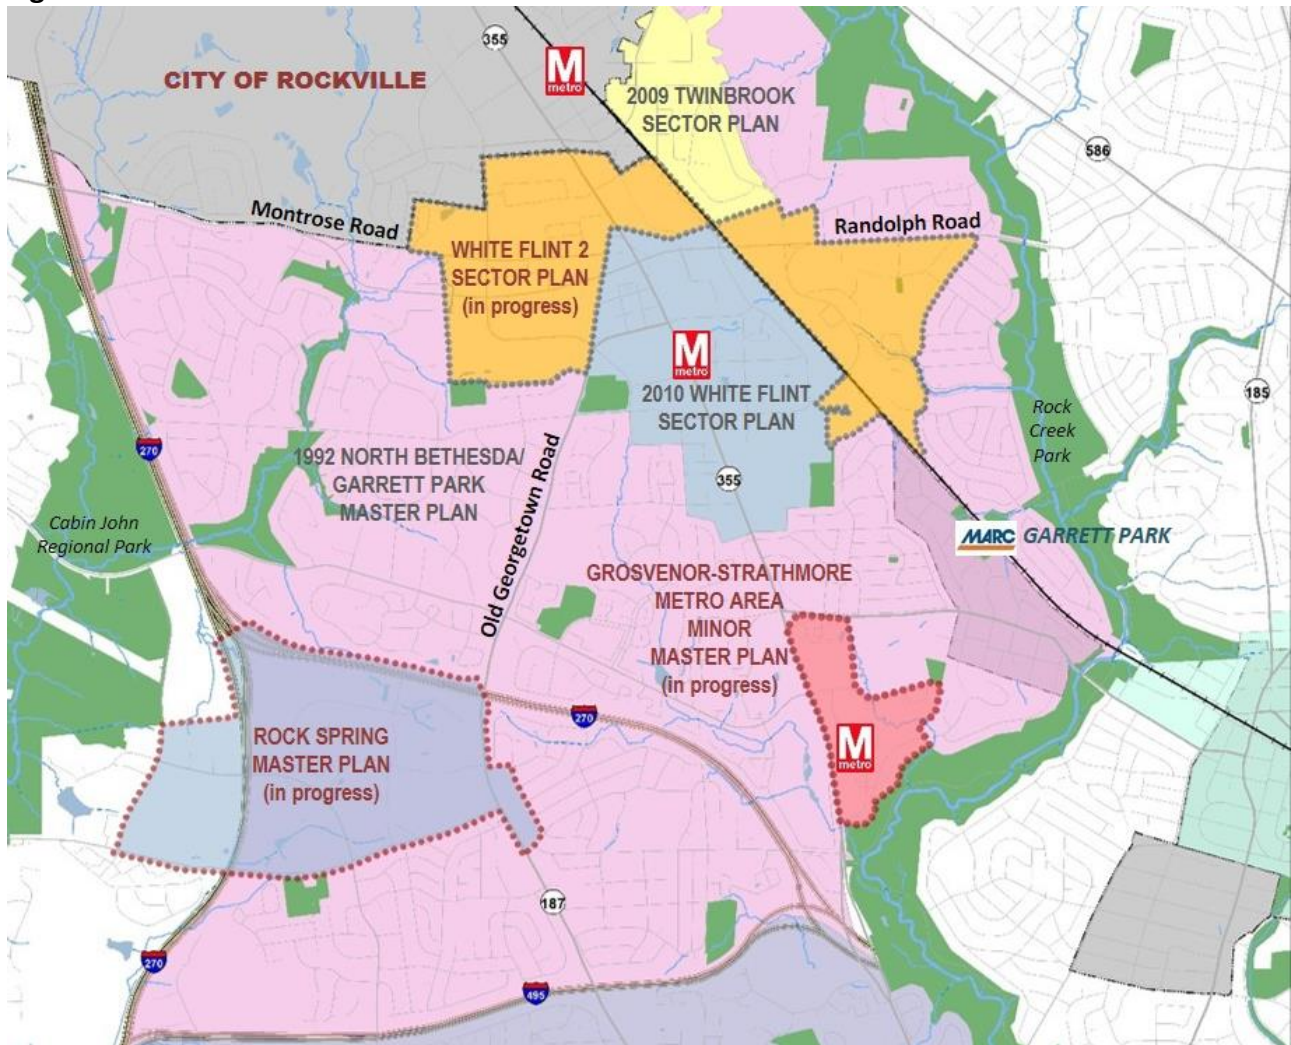 355
M
metro
CITY OF ROCKVILLE
2009 TWINBROOK
SECTOR PLAN
586
Montrose Road
Randolph Road
WHITE FLINT 2
SECTOR PLAN
(in progress)
M
metro
2010 WHITE FLINT
SECTOR PLAN
185
Rock
Creek
Park
270
1992 NORTH BETHESDA/
GARRETT PARK
MASTER PLAN
Old Georgetown Road
355
Cabin John
Regional Park
MARC GARRETT PARK
GROSVENOR-STRATHMORE
METRO AREA
MINOR
MASTER PLAN
(in progress)
270
M
metro
ROCK SPRING
MASTER PLAN
(in progress)
187
270
495